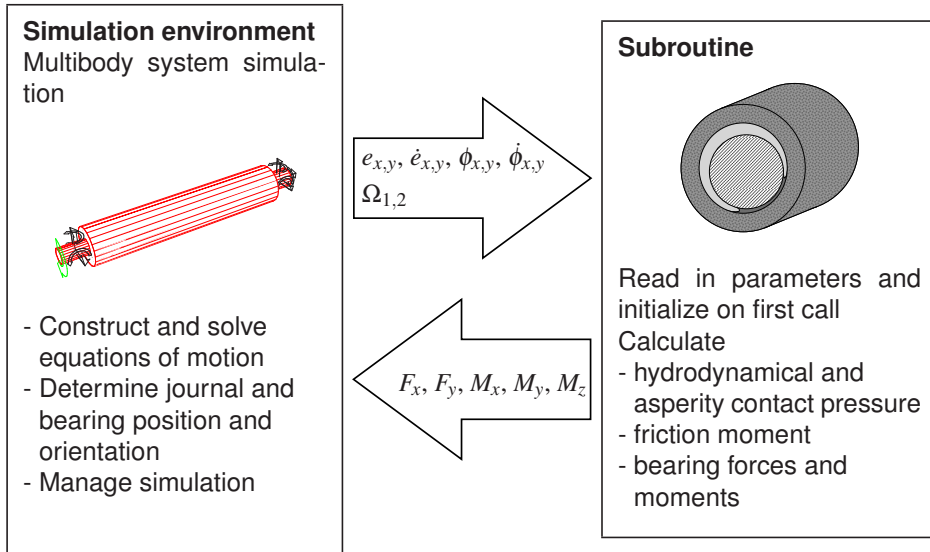 Simulation environment
Multibody system simula-
tion
- Construct and solve
equations of motion
- Determine journal and
bearing position and
orientation
- Manage simulation
e_{x,y}, ė_{x,y}, ϕ_{x,y}, ϕ̇_{x,y}
Ω_{1,2}
F_x, F_y, M_x, M_y, M_z
Subroutine
Read in parameters and
initialize on first call
Calculate
- hydrodynamical and
asperity contact pressure
- friction moment
- bearing forces and
moments